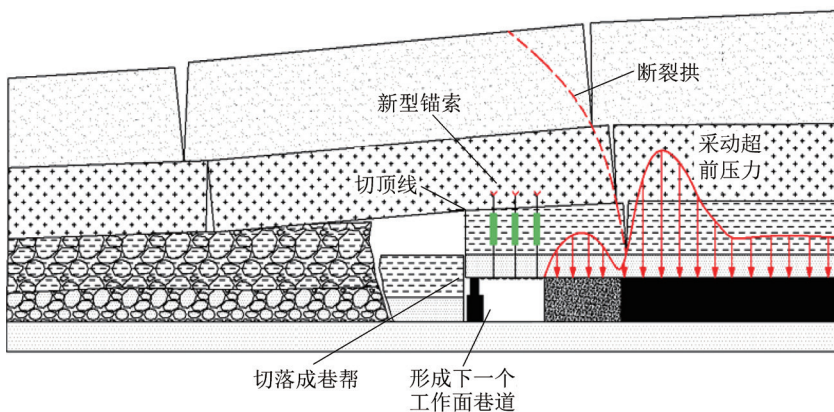 断裂拱
新型锚索
采动超
前压力
切顶线
切落成巷帮
形成下一个
工作面巷道